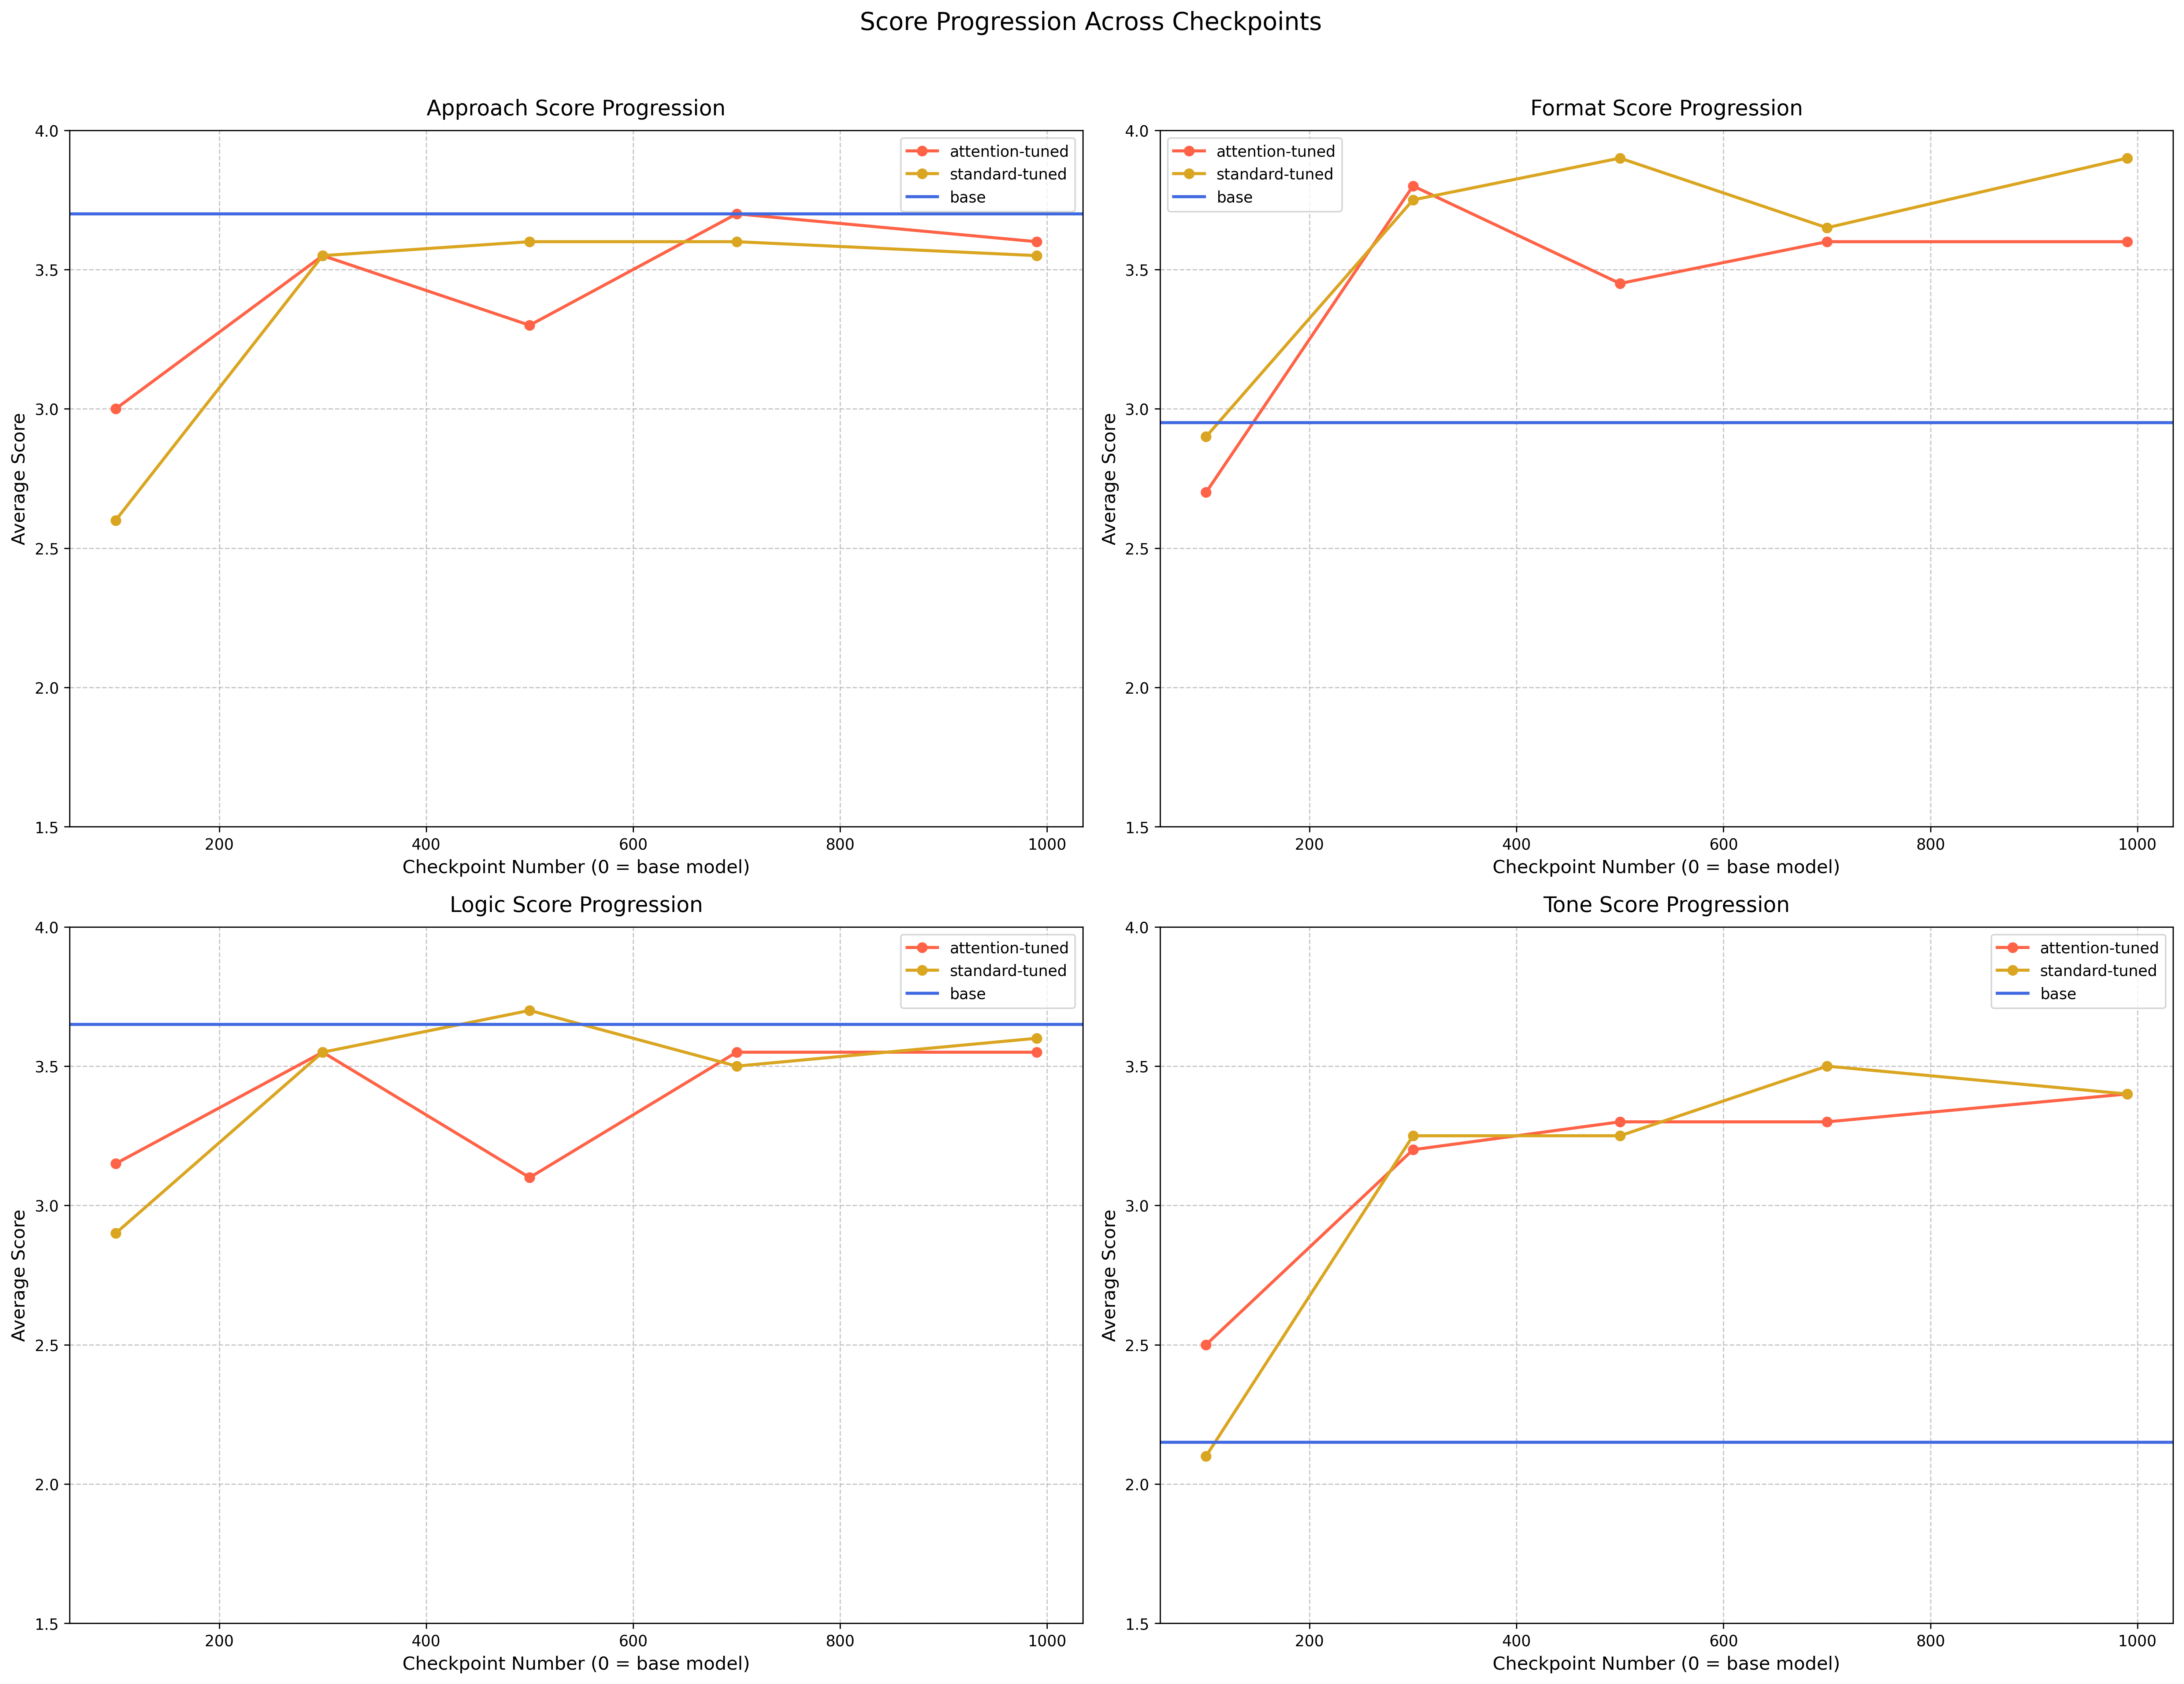 Score Progression Across Checkpoints
Approach Score Progression
4.0
3.5
3.0
2.5
2.0
1.5
Average Score
attention-tuned
standard-tuned
base
200
400
600
800
1000
Checkpoint Number (0 = base model)
Format Score Progression
4.0
3.5
3.0
2.5
2.0
1.5
Average Score
attention-tuned
standard-tuned
base
200
400
600
800
1000
Checkpoint Number (0 = base model)
Logic Score Progression
4.0
3.5
3.0
2.5
2.0
1.5
Average Score
attention-tuned
standard-tuned
base
200
400
600
800
1000
Checkpoint Number (0 = base model)
Tone Score Progression
4.0
3.5
3.0
2.5
2.0
1.5
Average Score
attention-tuned
standard-tuned
base
200
400
600
800
1000
Checkpoint Number (0 = base model)